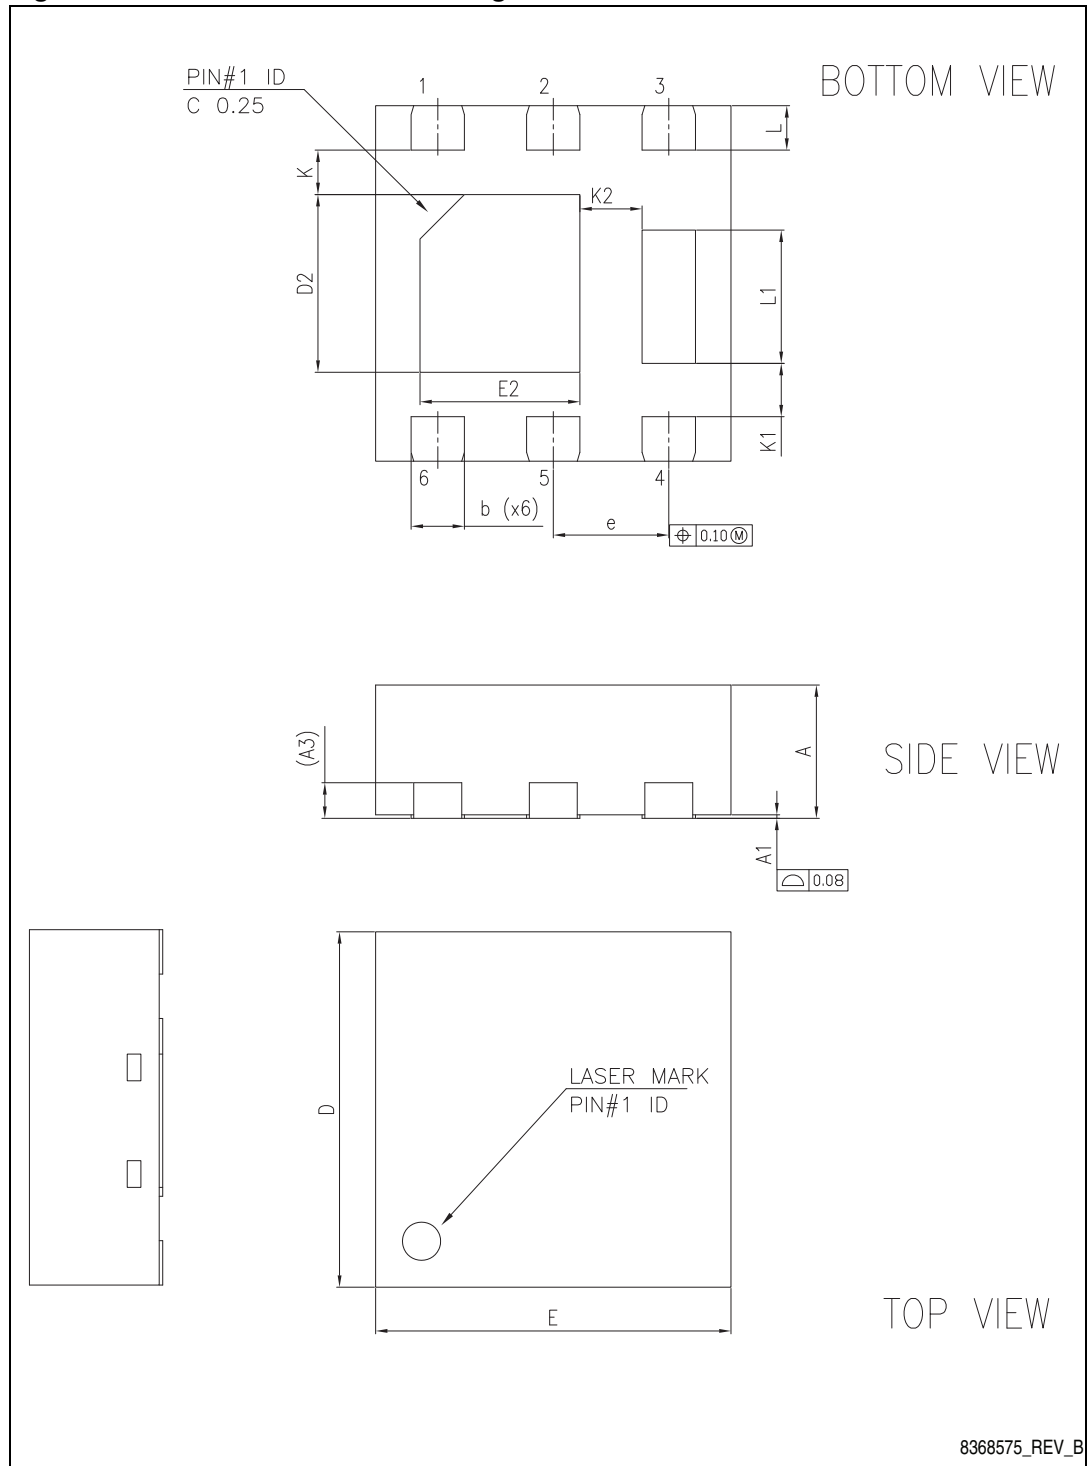 BOTTOM VIEW
PIN#1 ID
C 0.25
1 2 3
L
K
K2
D2
L1
E2
K1
6 5 4
b (x6)
e
0.10 Ⓜ
(A3)
A
SIDE VIEW
A1
0.08
D
LASER MARK
PIN#1 ID
E
TOP VIEW
8368575_REV_B